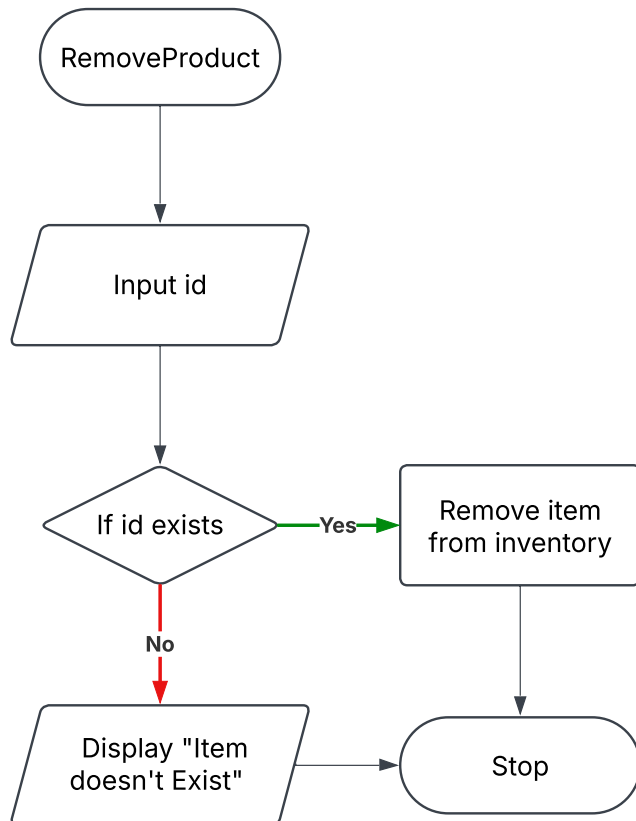 RemoveProduct
Input id
If id exists
Yes
Remove item
from inventory
No
Display "Item
doesn't Exist"
Stop